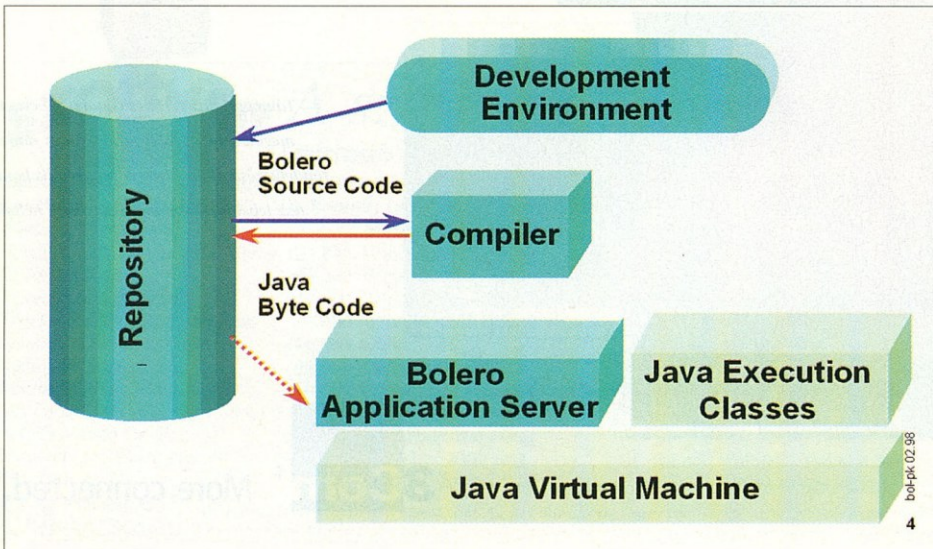 Development
Environment
Repository
Bolero
Source Code
Compiler
Java
Byte Code
Bolero
Application Server
Java Execution
Classes
Java Virtual Machine
bol-pk 02.98
4
More connected.